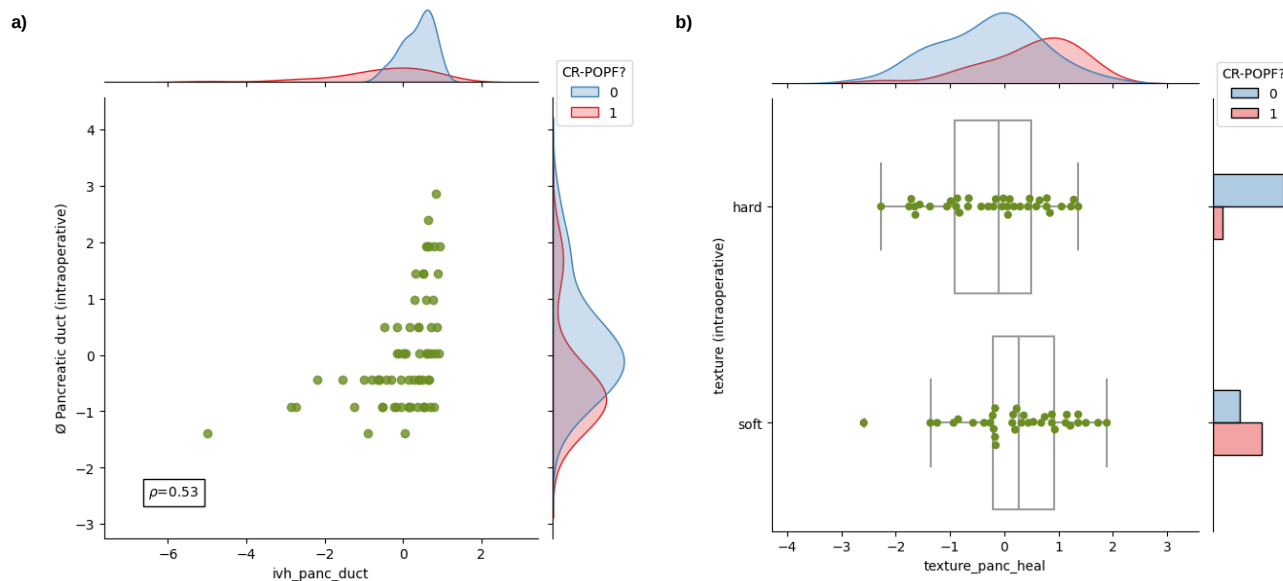 a)
CR-POPF?
0
1
Ø Pancreatic duct (intraoperative)
4
3
2
1
0
−1
−2
−3
ρ=0.53
−6
−4
−2
0
2
ivh_panc_duct
b)
CR-POPF?
0
1
texture (intraoperative)
hard
soft
−4
−3
−2
−1
0
1
2
3
texture_panc_heal